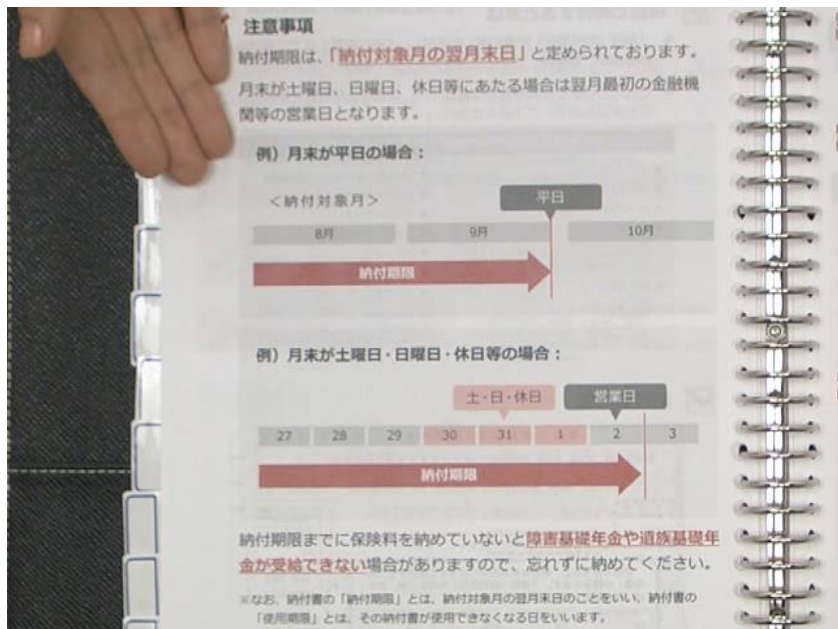 注意事項
納付期限は、「納付対象月の翌月末日」と定められております。
月末が土曜日、日曜日、休日等にあたる場合は翌月最初の金融機
関等の営業日となります。
例）月末が平日の場合：
＜納付対象月＞
平日
8月 9月 10月
納付期限
例）月末が土曜日・日曜日・休日等の場合：
土・日・休日 営業日
27 28 29 30 31 1 2 3
納付期限
納付期限までに保険料を納めていないと障害基礎年金や遺族基礎年
金が受給できない場合がありますので、忘れずに納めてください。
※なお、納付書の「納付期限」とは、納付対象月の翌月末日のことをいい、納付書の
「使用期限」とは、その納付書が使用できなくなる日をいいます。